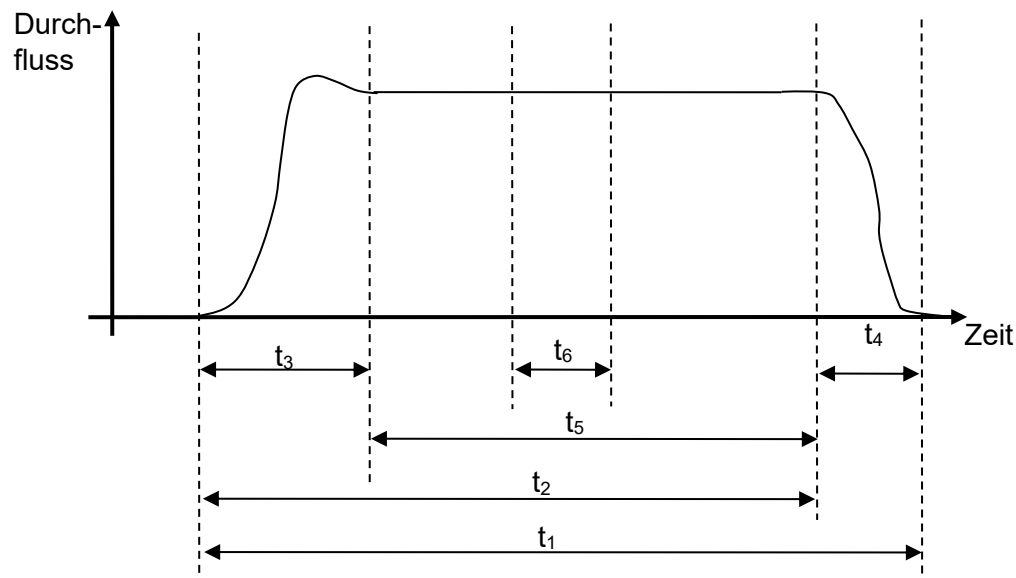 Durch-
fluss
Zeit
t₄
t₃
t₆
t₅
t₂
t₁